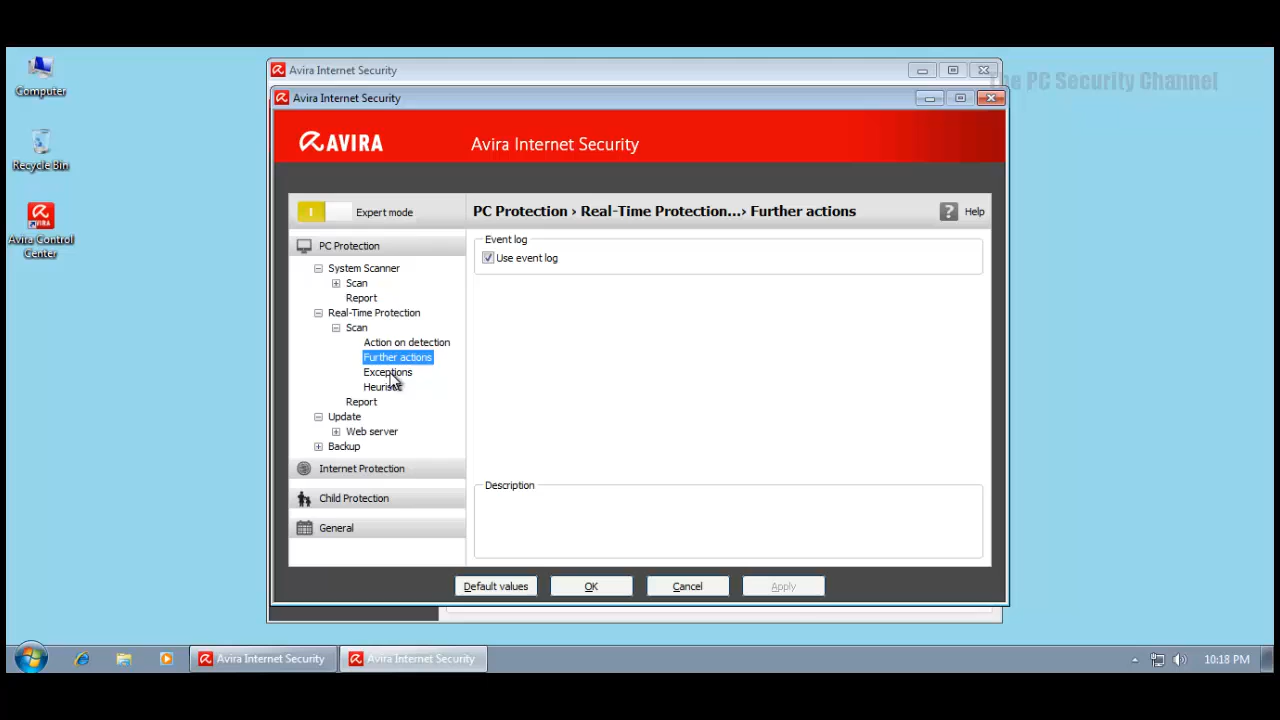 The PC Security Channel
Computer
Recycle Bin
Avira Control
Center
Avira Internet Security
Avira Internet Security
AVIRA
Avira Internet Security
Expert mode
PC Protection › Real-Time Protection...› Further actions
Help
PC Protection
System Scanner
Scan
Report
Real-Time Protection
Scan
Action on detection
Further actions
Exceptions
Heuristic
Report
Update
Web server
Backup
Internet Protection
Child Protection
General
Event log
Use event log
Description
Default values
OK
Cancel
Apply
Avira Internet Security
Avira Internet Security
10:18 PM